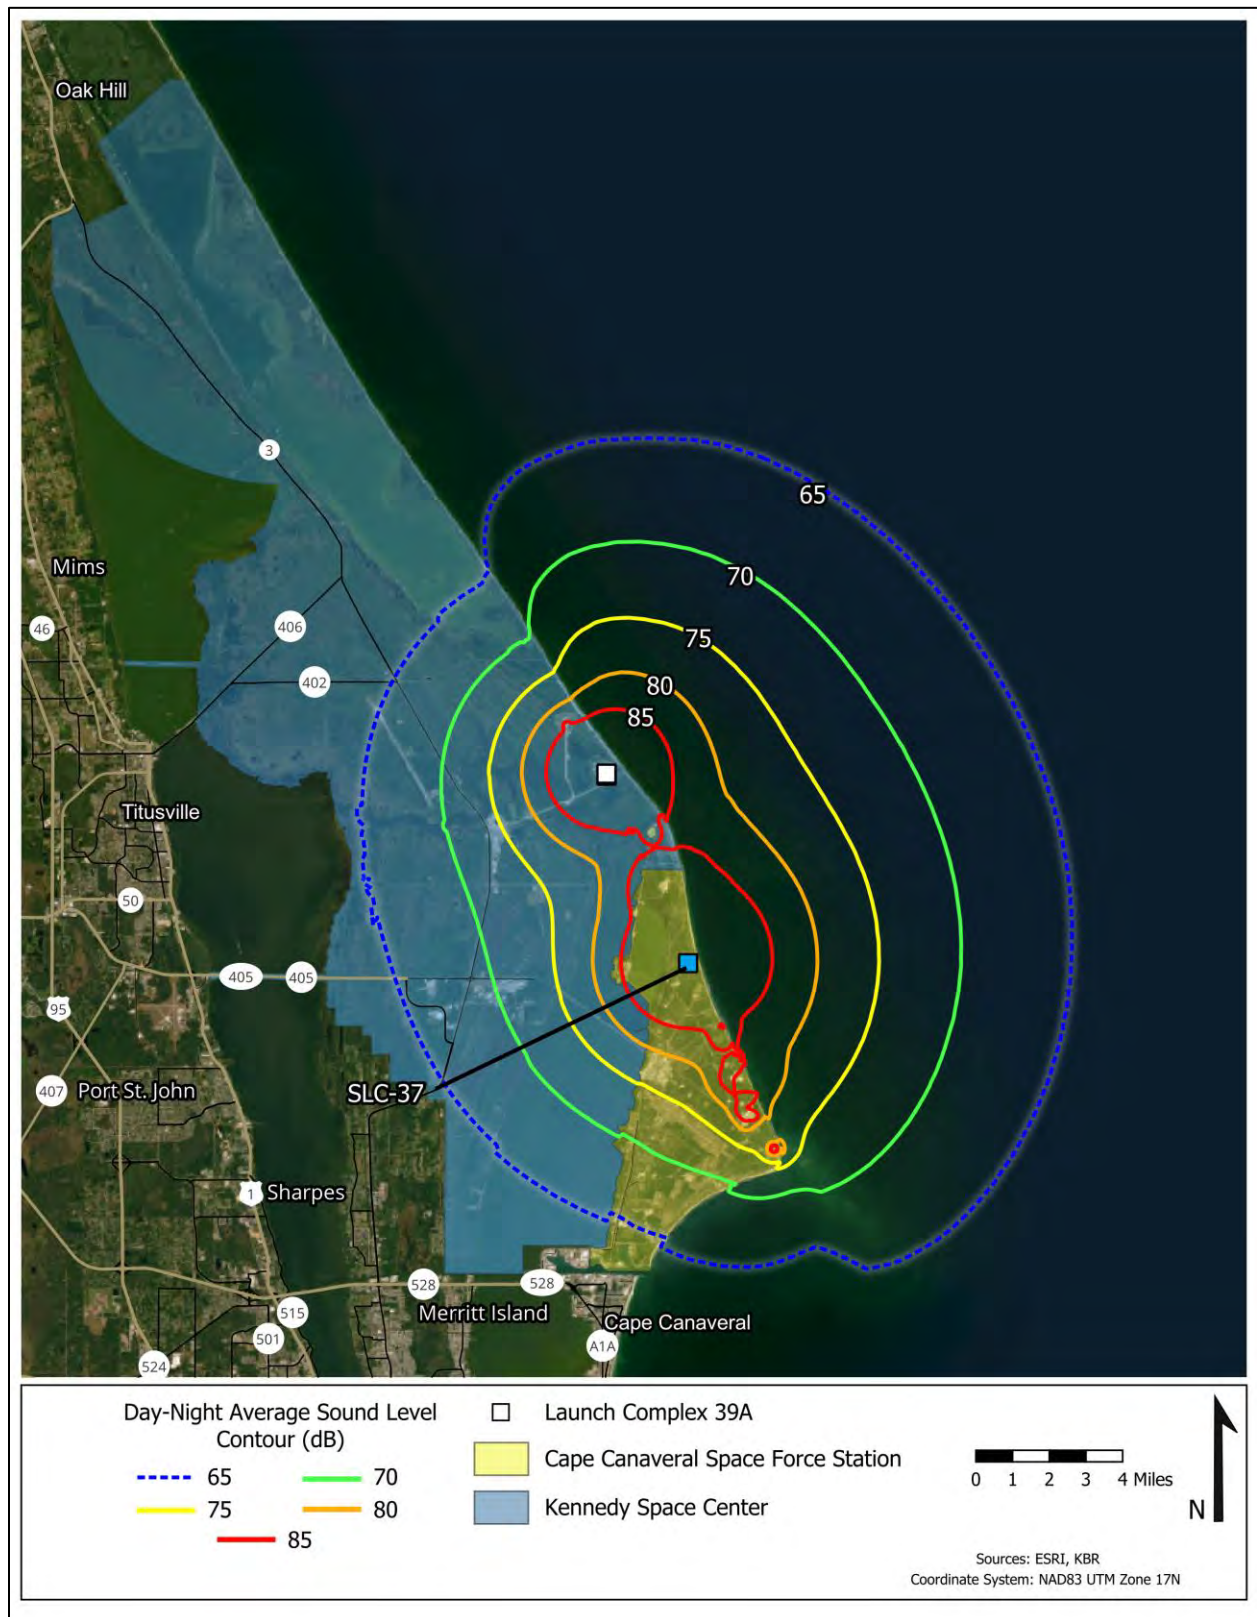 Oak Hill
3
65
Mims
70
46
406
75
402
80
85
Titusville
50
405
405
95
407
Port St. John
SLC-37
1
Sharpes
528
528
515
Merritt Island
Cape Canaveral
501
A1A
524
Day-Night Average Sound Level
Contour (dB)
65
70
75
80
85
Launch Complex 39A
Cape Canaveral Space Force Station
Kennedy Space Center
0 1 2 3 4 Miles
N
Sources: ESRI, KBR
Coordinate System: NAD83 UTM Zone 17N